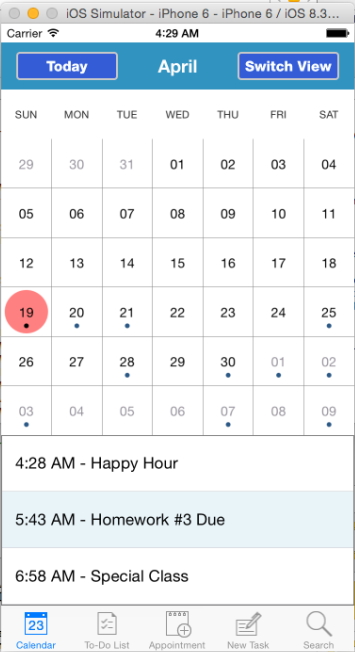 iOS Simulator - iPhone 6 - iPhone 6 / iOS 8.3...
Carrier 4:29 AM
Today April Switch View
SUN MON TUE WED THU FRI SAT
29 30 31 01 02 03 04
05 06 07 08 09 10 11
12 13 14 15 16 17 18
19 20 21 22 23 24 25
26 27 28 29 30 01 02
03 04 05 06 07 08 09
4:28 AM - Happy Hour
5:43 AM - Homework #3 Due
6:58 AM - Special Class
23
Calendar To-Do List Appointment New Task Search